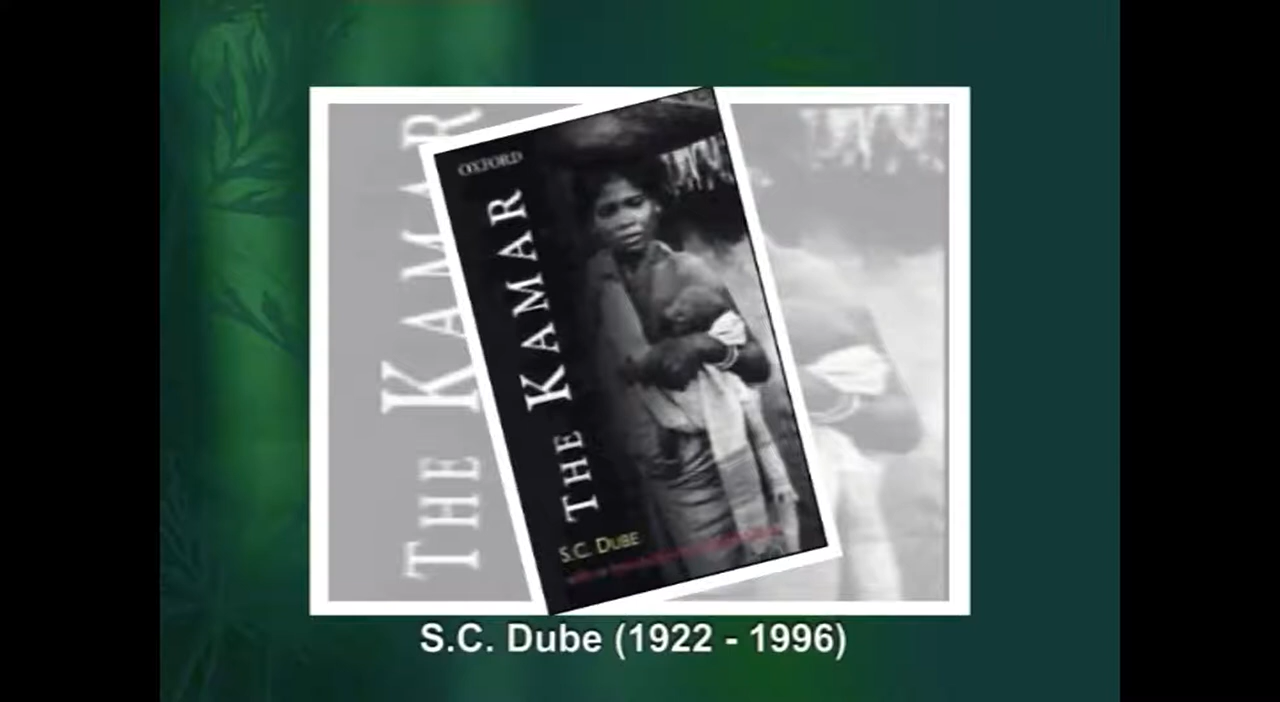 THE KAMAR
OXFORD
THE KAMAR
S.C. DUBE
S.C. Dube (1922 - 1996)